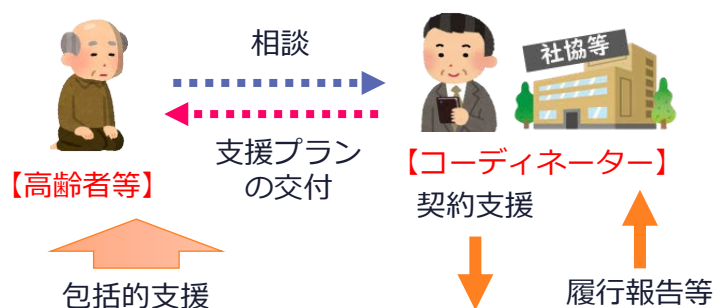 相談
社協等
支援プラン
の交付
【高齢者等】
【コーディネーター】
契約支援
包括的支援
履行報告等